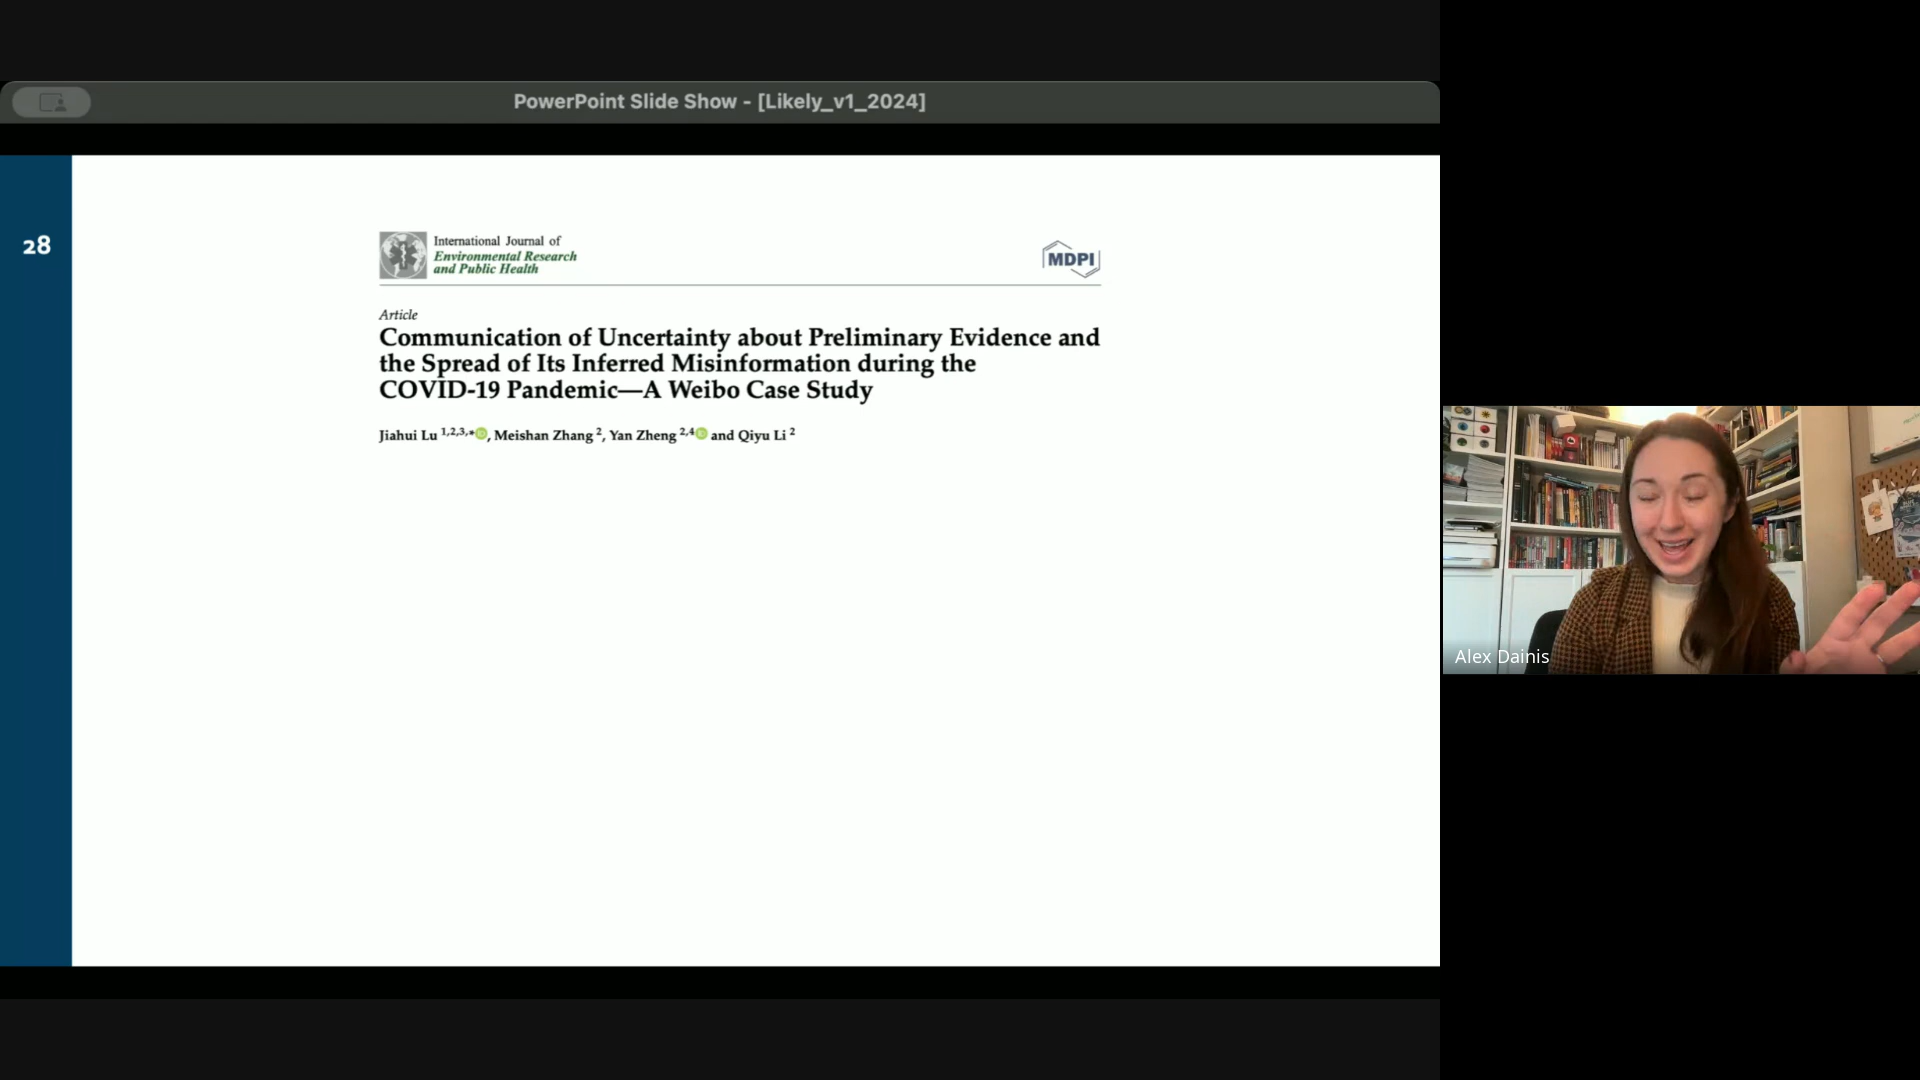 PowerPoint Slide Show - [Likely_v1_2024]
28
International Journal of
Environmental Research
and Public Health
MDPI
Article
Communication of Uncertainty about Preliminary Evidence and
the Spread of Its Inferred Misinformation during the
COVID-19 Pandemic—A Weibo Case Study
Jiahui Lu 1,2,3,*, Meishan Zhang 2, Yan Zheng 2,4 and Qiyu Li 2
Alex Dainis